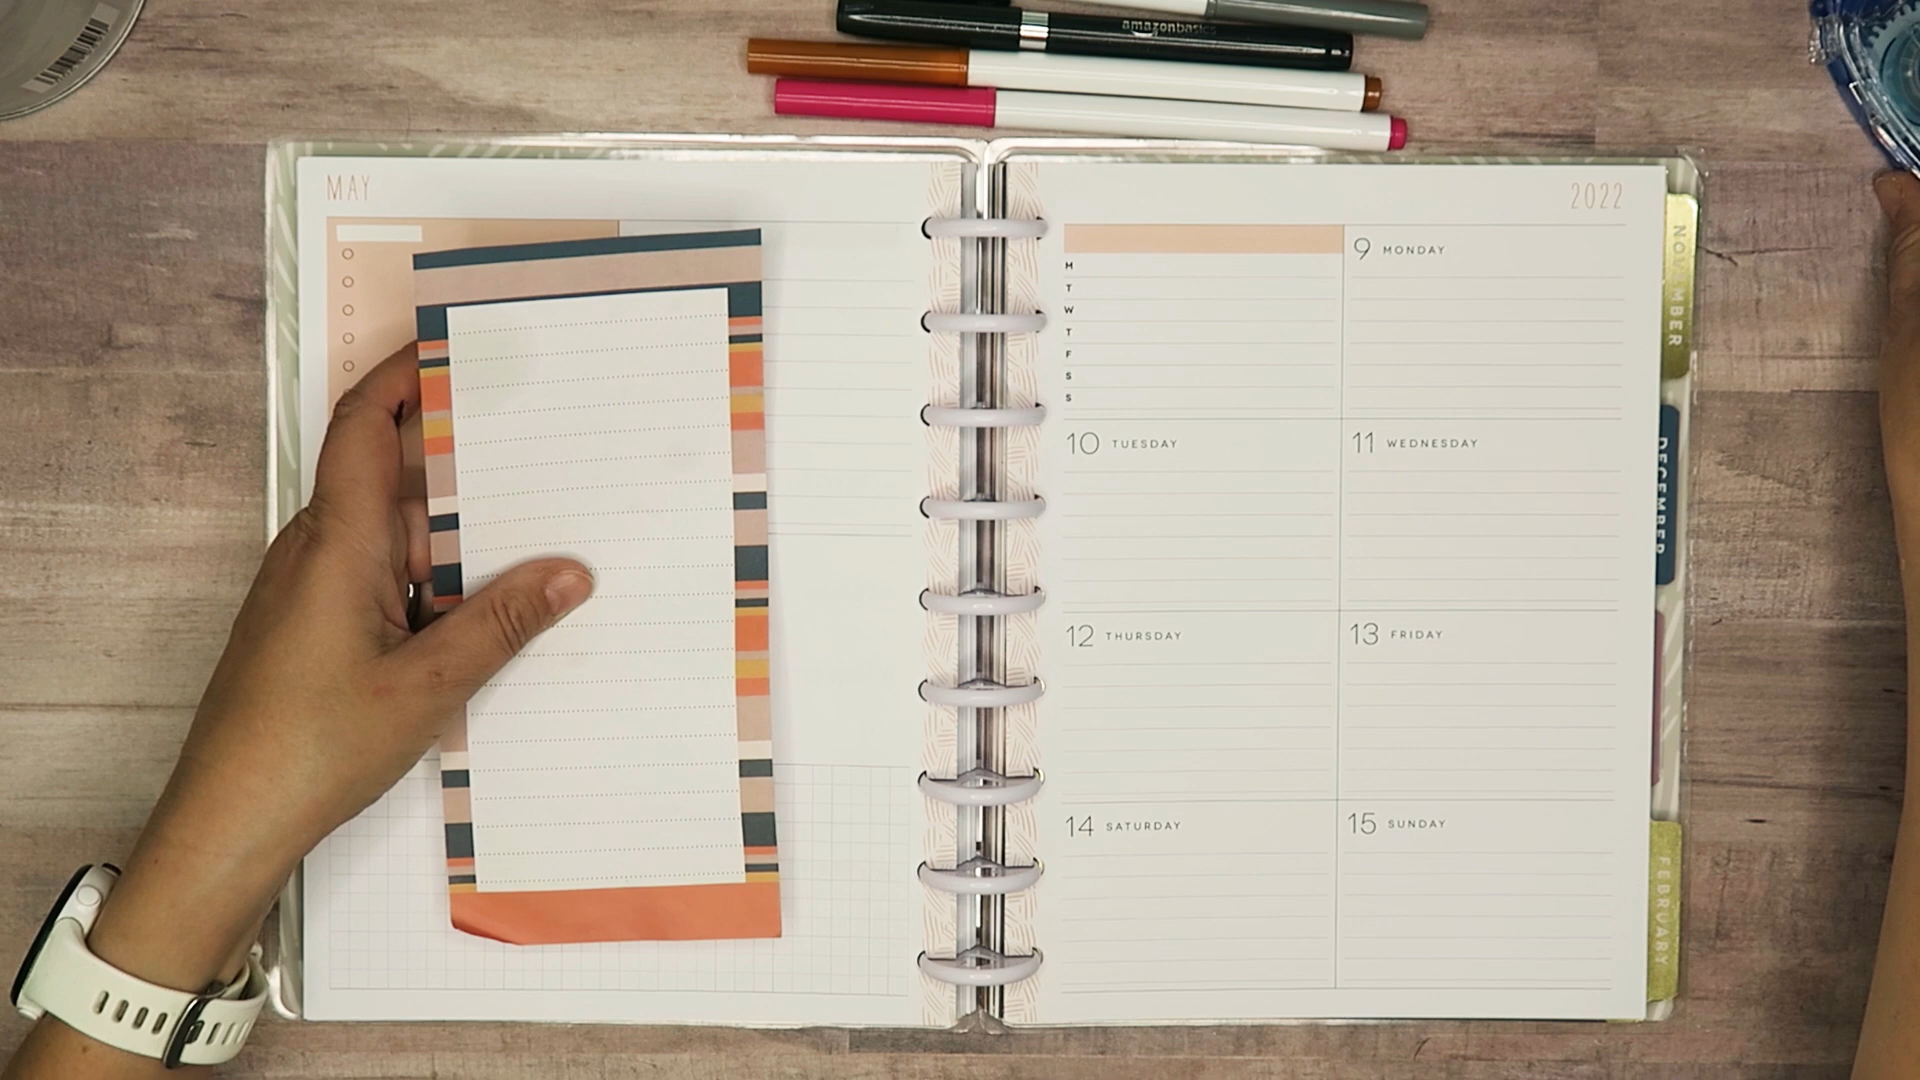 amazonbasics
MAY
2022
9 MONDAY
M
T
W
T
F
S
S
10 TUESDAY
11 WEDNESDAY
12 THURSDAY
13 FRIDAY
14 SATURDAY
15 SUNDAY
NOVEMBER
DECEMBER
FEBRUARY